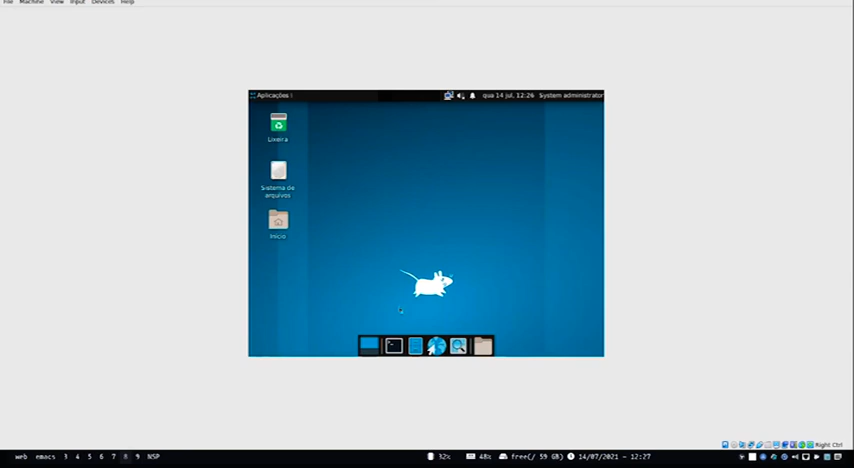 File Machine View Input Devices Help
Aplicações
qua 14 jul, 12:26 System administrator
Lixeira
Sistema de
arquivos
Início
Right Ctrl
web emacs 3 4 5 6 7 8 9 NSP
32% 48% free(/ 59 GB) 14/07/2021 - 12:27